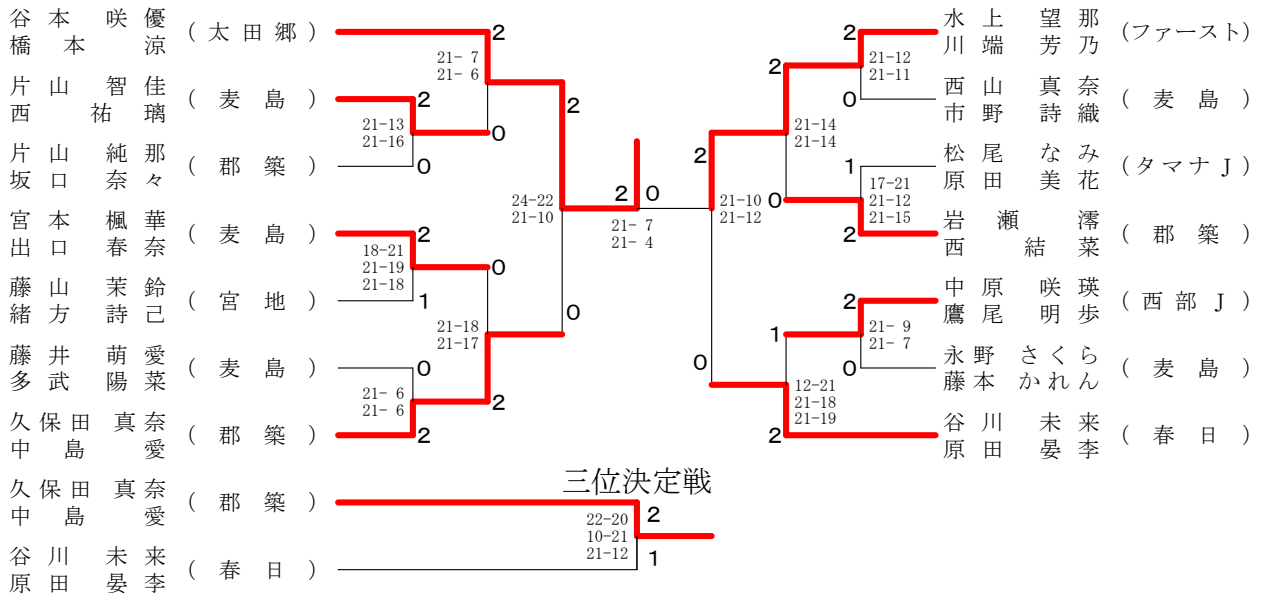 谷本 咲優
橋本 涼
(太田郷)
2
21- 7
21- 6
片山 智佳
西 祐璃
(麦島)
2
0
21-13
21-16
片山 純那
坂口 奈々
(郡築)
0
2
宮本 楓華
出口 春奈
(麦島)
2
0
18-21
21-19
21-18
藤山 茉鈴
緒方 詩己
(宮地)
1
24-22
21-10
0
21-18
21-17
藤井 萌愛
多武 陽菜
(麦島)
0
21- 6
21- 6
2
久保田 真奈
中島 愛
(郡築)
2
2 0
21- 7
21- 4
水上 望那
川端 芳乃
(ファースト)
2
21-12
21-11
2
西山 真奈
市野 詩織
(麦島)
0
21-14
21-14
2
松尾 なみ
原田 美花
(タマナJ)
1
17-21
21-12
21-15
0
21-10
21-12
岩瀬 澪
西 結菜
(郡築)
2
中原 咲瑛
鷹尾 明歩
(西部J)
2
1
21- 9
21- 7
永野 さくら
藤本 かれん
(麦島)
0
0
12-21
21-18
21-19
谷川 未来
原田 晏李
(春日)
2
三位決定戦
久保田 真奈
中島 愛
(郡築)
2
22-20
10-21
21-12
1
谷川 未来
原田 晏李
(春日)